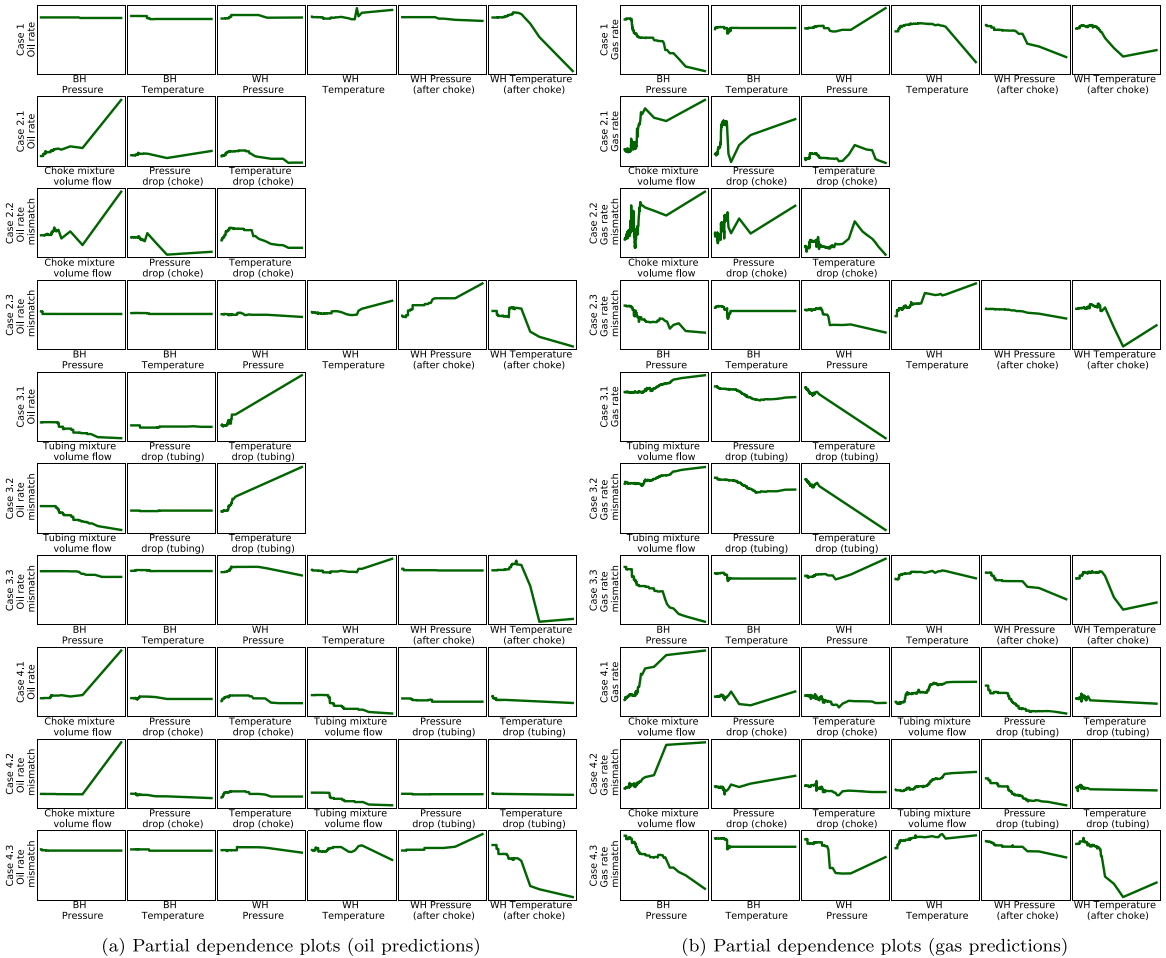 Case 1
Oil rate
BH
Pressure
BH
Temperature
WH
Pressure
WH
Temperature
WH Pressure
(after choke)
WH Temperature
(after choke)
Case 2.1
Oil rate
Choke mixture
volume flow
Pressure
drop (choke)
Temperature
drop (choke)
Case 2.2
Oil rate
mismatch
Choke mixture
volume flow
Pressure
drop (choke)
Temperature
drop (choke)
Case 2.3
Oil rate
mismatch
BH
Pressure
BH
Temperature
WH
Pressure
WH
Temperature
WH Pressure
(after choke)
WH Temperature
(after choke)
Case 3.1
Oil rate
Tubing mixture
volume flow
Pressure
drop (tubing)
Temperature
drop (tubing)
Case 3.2
Oil rate
mismatch
Tubing mixture
volume flow
Pressure
drop (tubing)
Temperature
drop (tubing)
Case 3.3
Oil rate
mismatch
BH
Pressure
BH
Temperature
WH
Pressure
WH
Temperature
WH Pressure
(after choke)
WH Temperature
(after choke)
Case 4.1
Oil rate
Choke mixture
volume flow
Pressure
drop (choke)
Temperature
drop (choke)
Tubing mixture
volume flow
Pressure
drop (tubing)
Temperature
drop (tubing)
Case 4.2
Oil rate
mismatch
Choke mixture
volume flow
Pressure
drop (choke)
Temperature
drop (choke)
Tubing mixture
volume flow
Pressure
drop (tubing)
Temperature
drop (tubing)
Case 4.3
Oil rate
mismatch
BH
Pressure
BH
Temperature
WH
Pressure
WH
Temperature
WH Pressure
(after choke)
WH Temperature
(after choke)
(a) Partial dependence plots (oil predictions)
Case 1
Gas rate
BH
Pressure
BH
Temperature
WH
Pressure
WH
Temperature
WH Pressure
(after choke)
WH Temperature
(after choke)
Case 2.1
Gas rate
Choke mixture
volume flow
Pressure
drop (choke)
Temperature
drop (choke)
Case 2.2
Gas rate
mismatch
Choke mixture
volume flow
Pressure
drop (choke)
Temperature
drop (choke)
Case 2.3
Gas rate
mismatch
BH
Pressure
BH
Temperature
WH
Pressure
WH
Temperature
WH Pressure
(after choke)
WH Temperature
(after choke)
Case 3.1
Gas rate
Tubing mixture
volume flow
Pressure
drop (tubing)
Temperature
drop (tubing)
Case 3.2
Gas rate
mismatch
Tubing mixture
volume flow
Pressure
drop (tubing)
Temperature
drop (tubing)
Case 3.3
Gas rate
mismatch
BH
Pressure
BH
Temperature
WH
Pressure
WH
Temperature
WH Pressure
(after choke)
WH Temperature
(after choke)
Case 4.1
Gas rate
Choke mixture
volume flow
Pressure
drop (choke)
Temperature
drop (choke)
Tubing mixture
volume flow
Pressure
drop (tubing)
Temperature
drop (tubing)
Case 4.2
Gas rate
mismatch
Choke mixture
volume flow
Pressure
drop (choke)
Temperature
drop (choke)
Tubing mixture
volume flow
Pressure
drop (tubing)
Temperature
drop (tubing)
Case 4.3
Gas rate
mismatch
BH
Pressure
BH
Temperature
WH
Pressure
WH
Temperature
WH Pressure
(after choke)
WH Temperature
(after choke)
(b) Partial dependence plots (gas predictions)